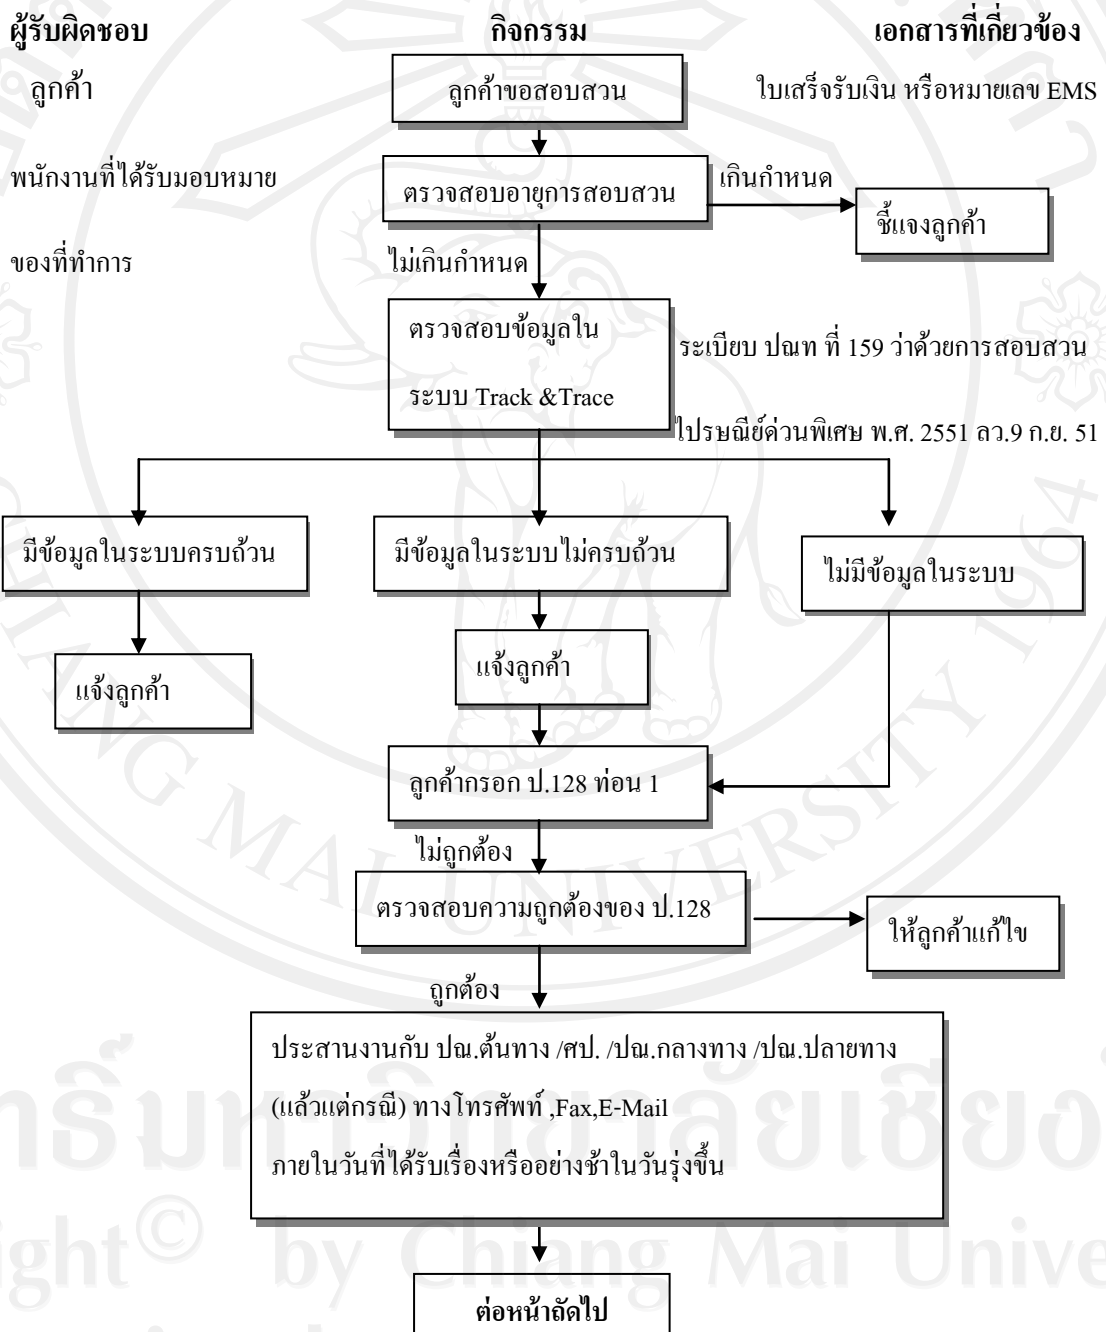 ผู้รับผิดชอบ กิจกรรม เอกสารที่เกี่ยวข้อง
ลูกค้า ลูกค้าขอสอบสวน ใบเสร็จรับเงิน หรือหมายเลข EMS
พนักงานที่ได้รับมอบหมาย ตรวจสอบอายุการสอบสวน เกินกำหนด
ชี้แจงลูกค้า
ของที่ทำการ ไม่เกินกำหนด
ตรวจสอบข้อมูลใน
ระเบียบ ปณท ที่ 159 ว่าด้วยการสอบสวน
ระบบ Track &Trace
ไปรษณีย์ด่วนพิเศษ พ.ศ. 2551 ลว.9 ก.ย. 51
มีข้อมูลในระบบครบถ้วน มีข้อมูลในระบบไม่ครบถ้วน ไม่มีข้อมูลในระบบ
แจ้งลูกค้า แจ้งลูกค้า
ลูกค้ากรอก ป.128 ท่อน 1
ไม่ถูกต้อง
ตรวจสอบความถูกต้องของ ป.128
ให้ลูกค้าแก้ไข
ถูกต้อง
ประสานงานกับ ปณ.ต้นทาง /ศป. /ปณ.กลางทาง /ปณ.ปลายทาง
(แล้วแต่กรณี) ทางโทรศัพท์ ,Fax,E-Mail
ภายในวันที่ได้รับเรื่องหรืออย่างช้าในวันรุ่งขึ้น
ต่อหน้าถัดไป
CHIANG MAI UNIVERSITY 1964
© by Chiang Mai